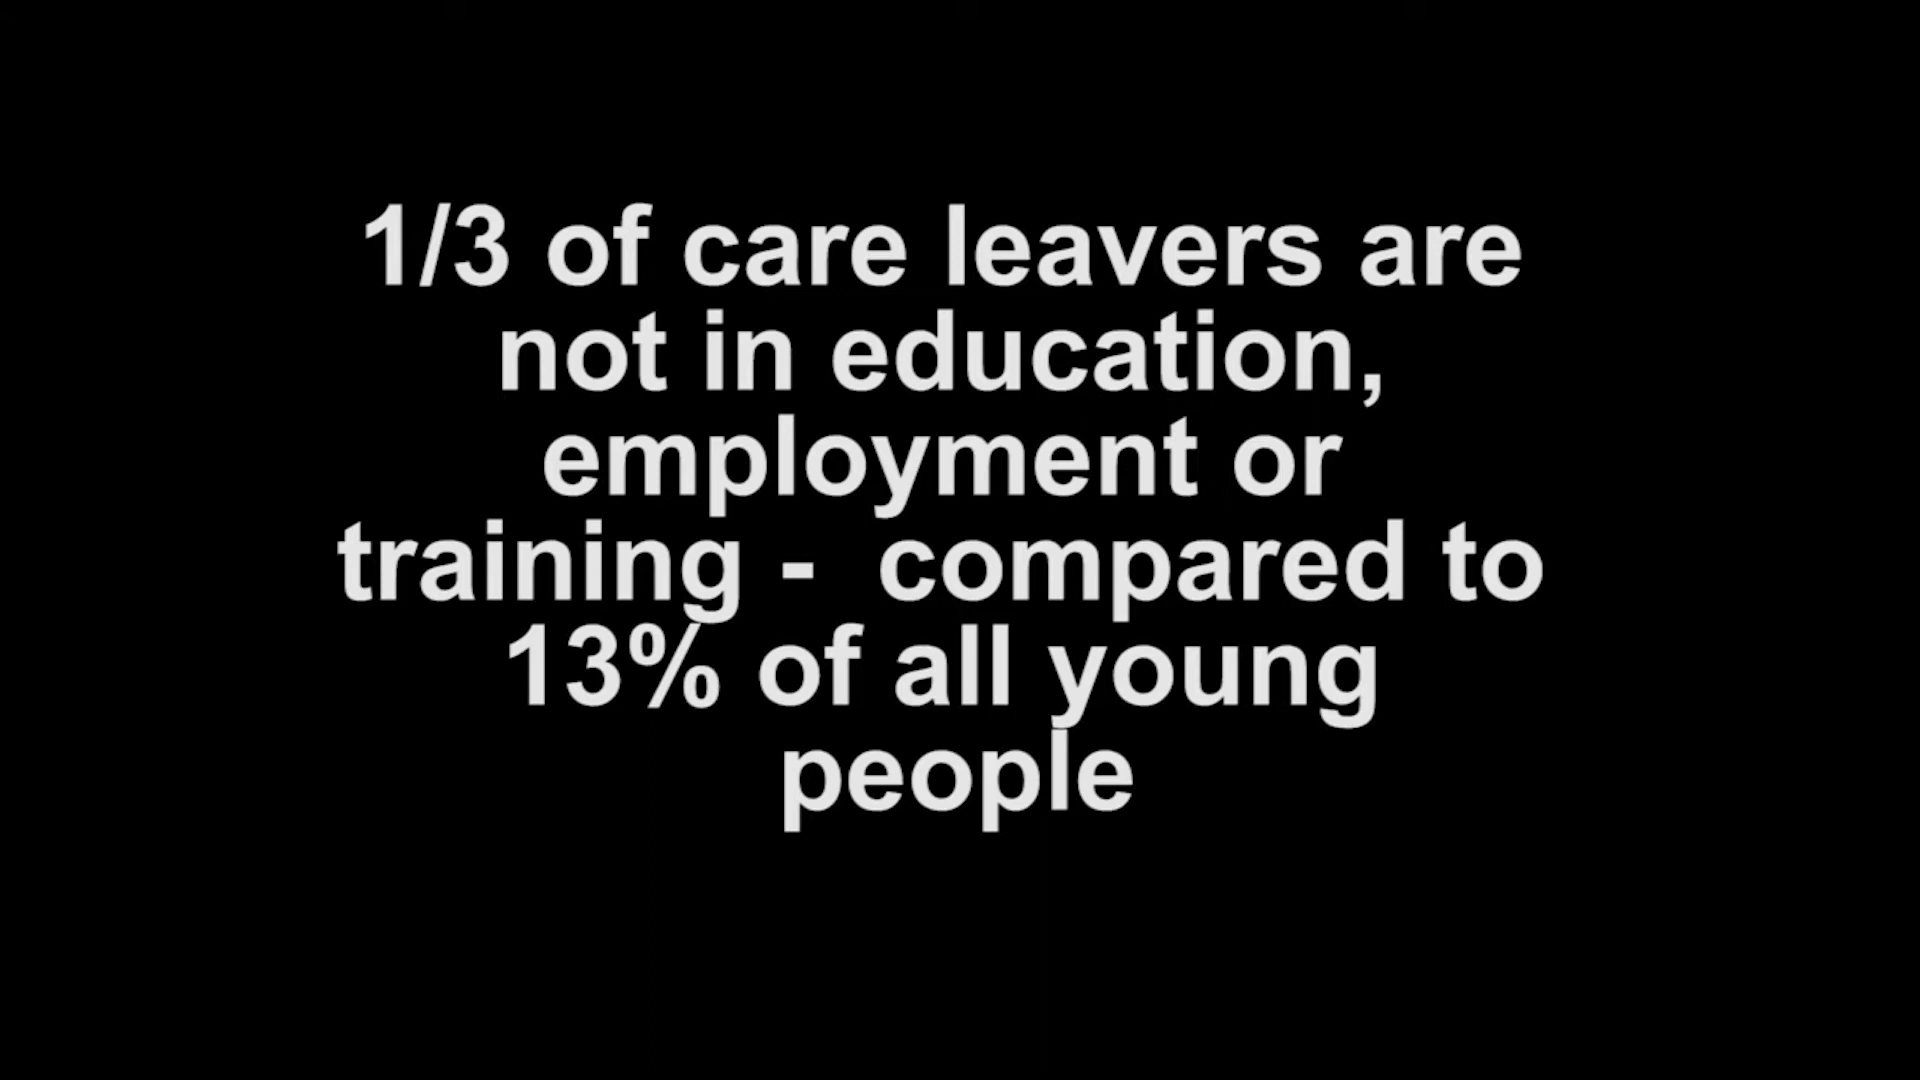 1/3 of care leavers are
not in education,
employment or
training -  compared to
13% of all young
people